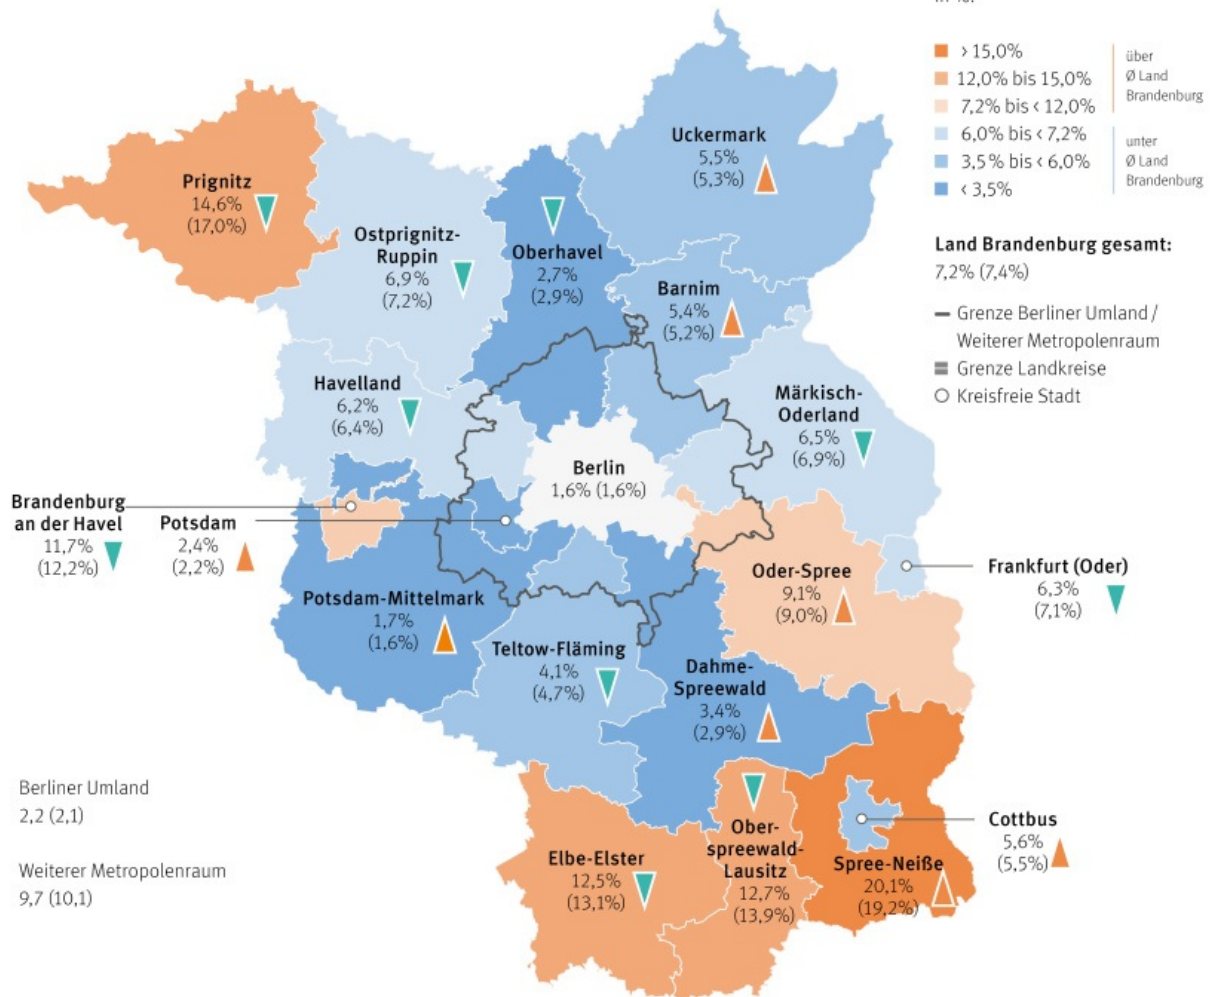 in %.
> 15,0%
12,0% bis 15,0%
7,2% bis < 12,0%
über
Ø Land
Brandenburg
6,0% bis < 7,2%
3,5% bis < 6,0%
< 3,5%
unter
Ø Land
Brandenburg
Land Brandenburg gesamt:
7,2% (7,4%)
Grenze Berliner Umland /
Weiterer Metropolenraum
Grenze Landkreise
Kreisfreie Stadt
Uckermark
5,5%
(5,3%)
Prignitz
14,6%
(17,0%)
Ostprignitz-
Ruppin
6,9%
(7,2%)
Oberhavel
2,7%
(2,9%)
Barnim
5,4%
(5,2%)
Havelland
6,2%
(6,4%)
Märkisch-
Oderland
6,5%
(6,9%)
Berlin
1,6% (1,6%)
Brandenburg
an der Havel
11,7%
(12,2%)
Potsdam
2,4%
(2,2%)
Oder-Spree
9,1%
(9,0%)
Frankfurt (Oder)
6,3%
(7,1%)
Potsdam-Mittelmark
1,7%
(1,6%)
Teltow-Fläming
4,1%
(4,7%)
Dahme-
Spreewald
3,4%
(2,9%)
Berliner Umland
2,2 (2,1)
Weiterer Metropolenraum
9,7 (10,1)
Elbe-Elster
12,5%
(13,1%)
Ober-
spreewald-
Lausitz
12,7%
(13,9%)
Spree-Neiße
20,1%
(19,2%)
Cottbus
5,6%
(5,5%)